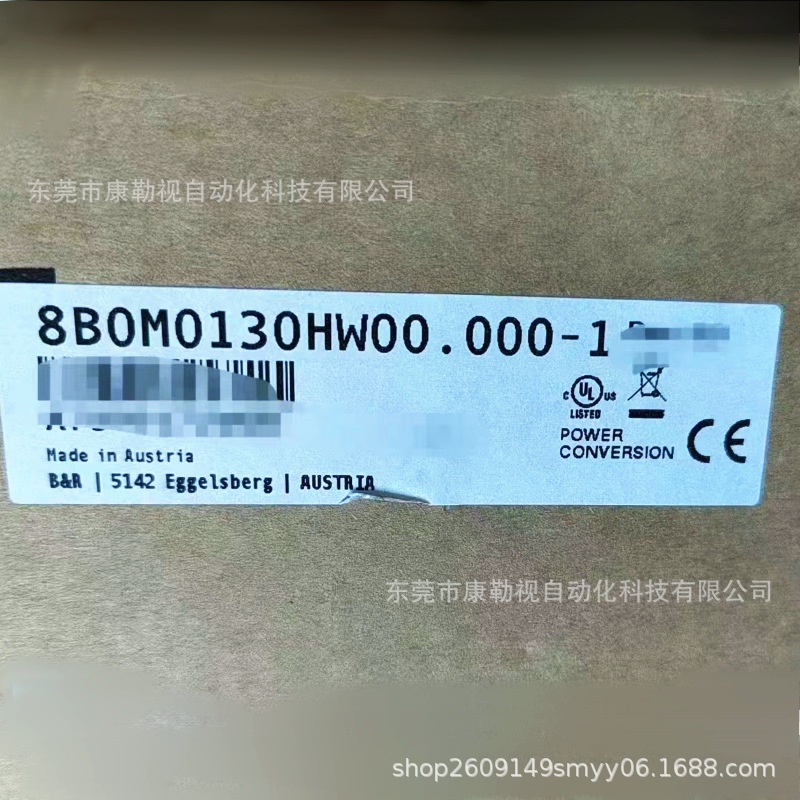 东莞市康勒视自动化科技有限公司
8B0M0130HW00.000-1
Made in Austria
B&R | 5142 Eggelsberg | AUSTRIA
C UL US
LISTED
POWER
CONVERSION
CE
东莞市康勒视自动化科技有限公司
shop2609149smyy06.1688.com